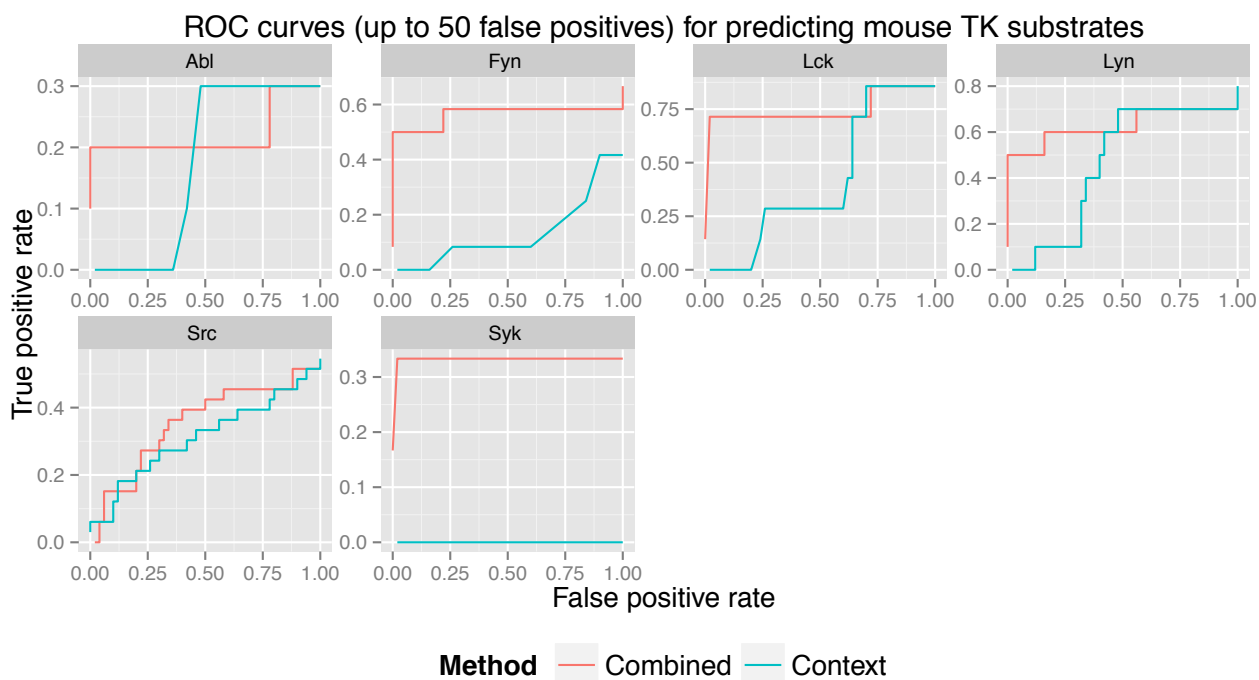 ROC curves (up to 50 false positives) for predicting mouse TK substrates
Abl
Fyn
Lck
Lyn
0.3
0.2
0.1
0.0
0.6
0.4
0.2
0.0
0.75
0.50
0.25
0.00
0.8
0.6
0.4
0.2
0.0
0.00 0.25 0.50 0.75 1.00
0.00 0.25 0.50 0.75 1.00
0.00 0.25 0.50 0.75 1.00
0.00 0.25 0.50 0.75 1.00
True positive rate
Src
Syk
0.4
0.2
0.0
0.3
0.2
0.1
0.0
0.00 0.25 0.50 0.75 1.00
0.00 0.25 0.50 0.75 1.00
False positive rate
Method Combined Context